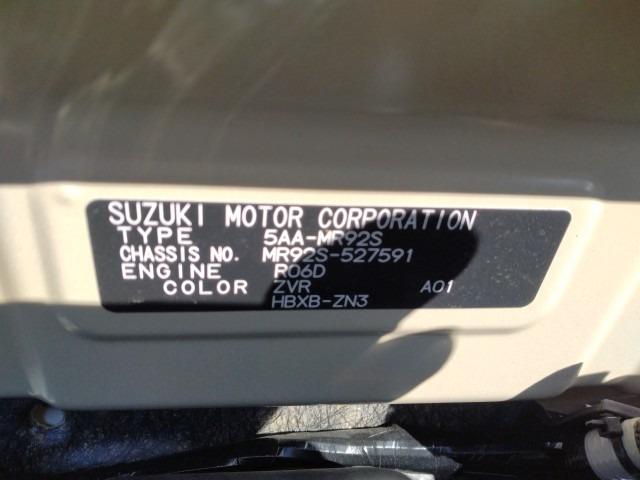 SUZUKI MOTOR CORPORATION
TYPE 5AA-MR92S
CHASSIS NO. MR92S-527591
ENGINE R06D
COLOR ZVR A01
HBXB-ZN3